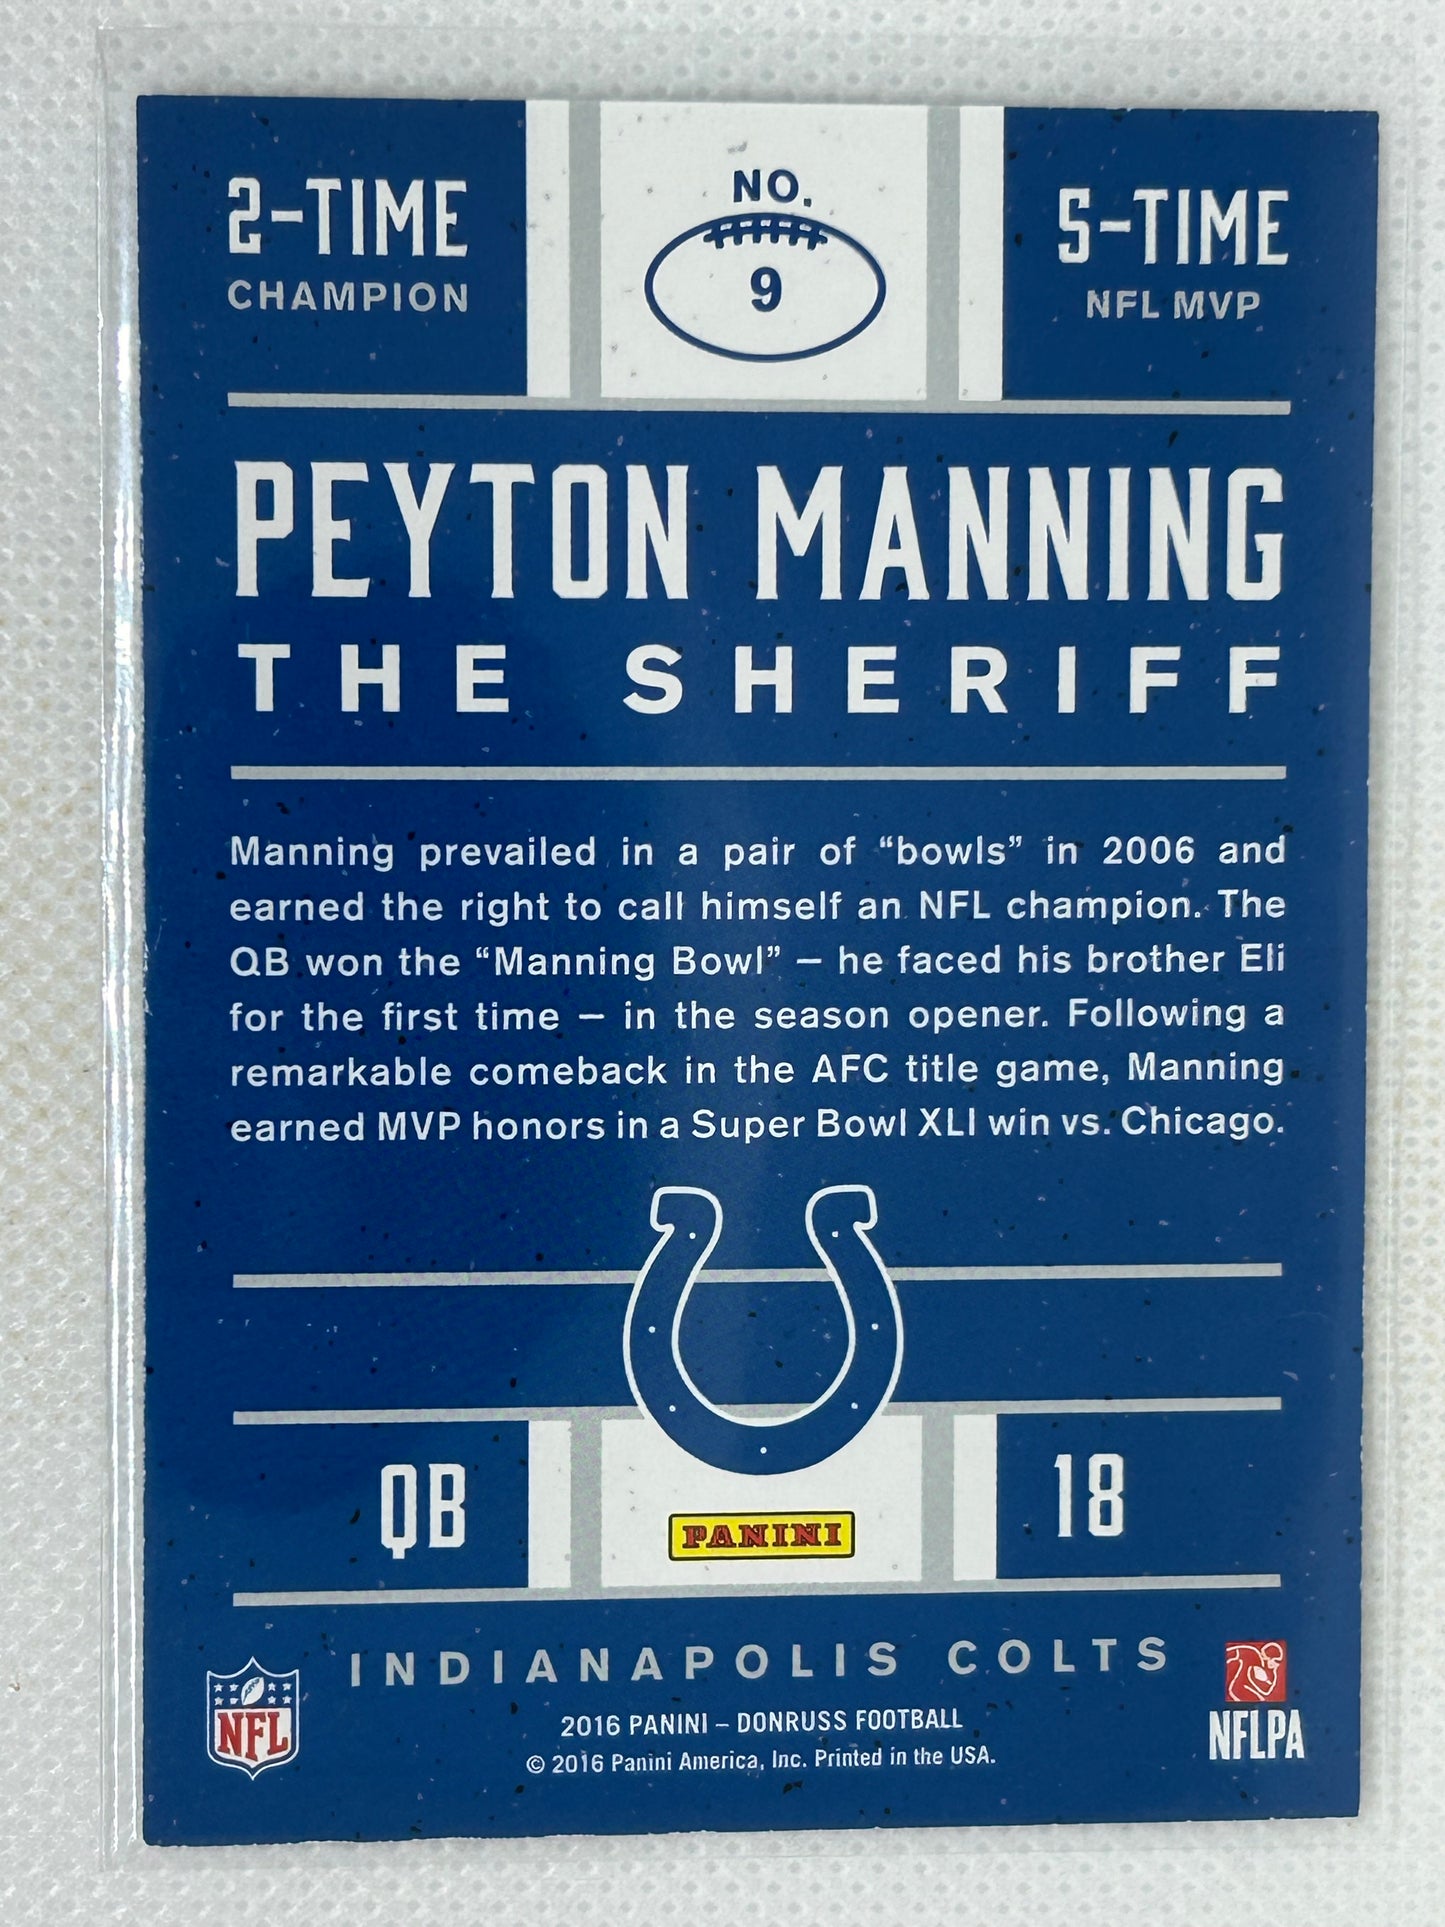 2-TIME
CHAMPION
NO.
9
5-TIME
NFL MVP
PEYTON MANNING
THE SHERIFF
Manning prevailed in a pair of “bowls” in 2006 and
earned the right to call himself an NFL champion. The
QB won the “Manning Bowl” – he faced his brother Eli
for the first time – in the season opener. Following a
remarkable comeback in the AFC title game, Manning
earned MVP honors in a Super Bowl XLI win vs. Chicago.
QB
PANINI
18
INDIANAPOLIS COLTS
NFL
2016 PANINI – DONRUSS FOOTBALL
© 2016 Panini America, Inc. Printed in the USA.
NFLPA